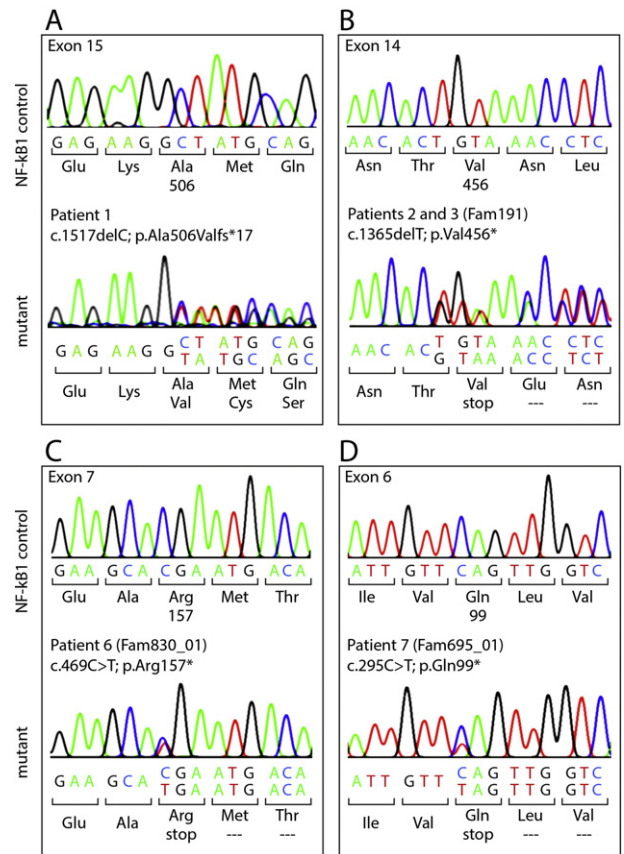 A
Exon 15
NF-kB1 control
G A G A A G G C T A T G C A G
Glu Lys Ala Met Gln
506
Patient 1
c.1517delC; p.Ala506Valfs*17
mutant
C T A T G C A G
G A G A A G G
T A T G C A G C
Glu Lys Ala Met Gln
Val Cys Ser
B
Exon 14
A A C A C T G T A A A C C T C
Asn Thr Val Asn Leu
456
Patients 2 and 3 (Fam191)
c.1365delT; p.Val456*
T G T A A A C C T C
A A C A C
G T A A A C C T C T
Asn Thr Val Glu Asn
stop --- ---
C
Exon 7
NF-kB1 control
G A A G C A C G A A T G A C A
Glu Ala Arg Met Thr
157
Patient 6 (Fam830_01)
c.469C>T; p.Arg157*
mutant
C G A A T G A C A
G A A G C A
T G A A T G A C A
Glu Ala Arg Met Thr
stop --- ---
D
Exon 6
A T T G T T C A G T T G G T C
Ile Val Gln Leu Val
99
Patient 7 (Fam695_01)
c.295C>T; p.Gln99*
C A G T T G G T C
A T T G T T
T A G T T G G T C
Ile Val Gln Leu Val
stop --- ---